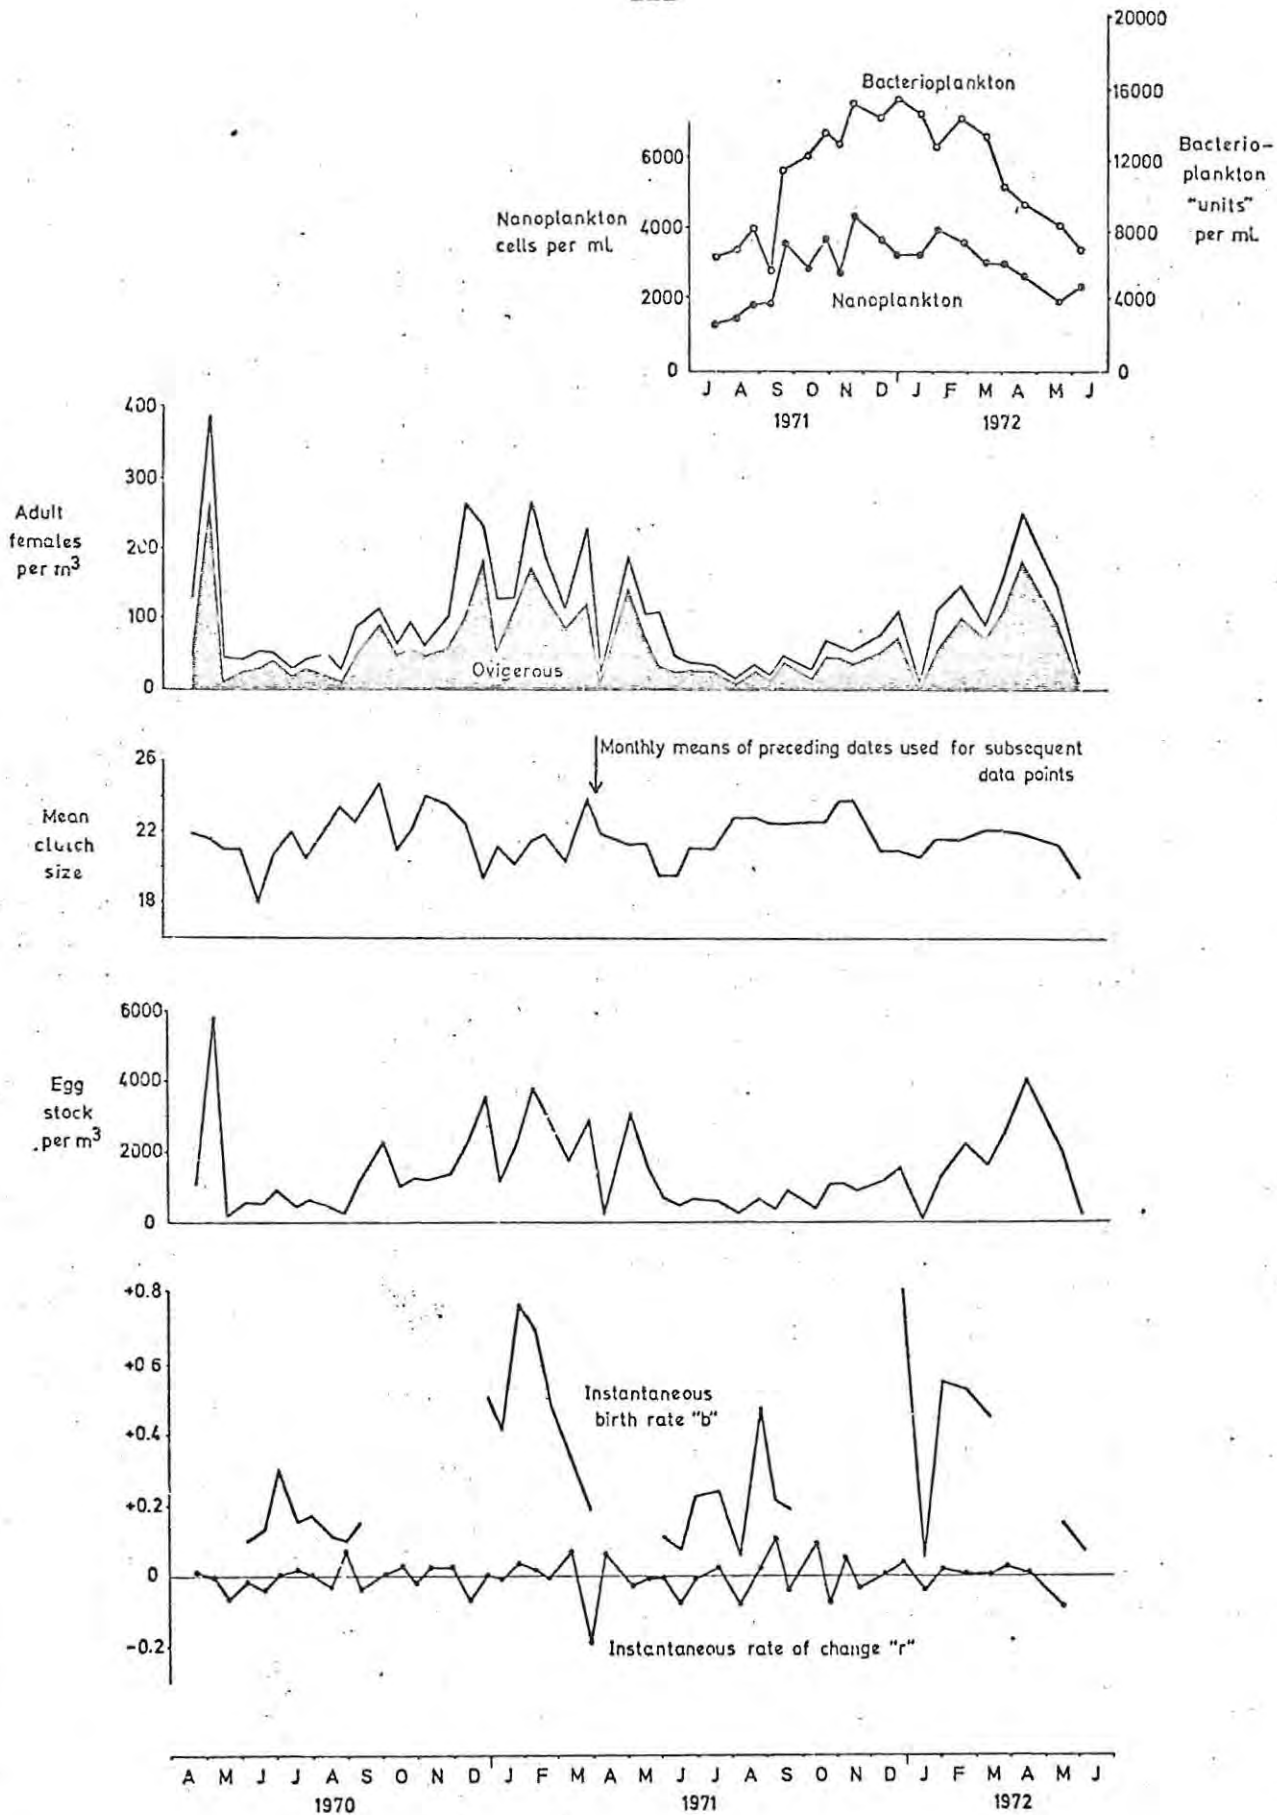 20000
16000
12000
8000
4000
0
Bacterio-
plankton
"units"
per mL
Bacterioplankton
6000
4000
2000
0
Nanoplankton
cells per mL
Nanoplankton
J A S O N D J F M A M J
1971 1972
400
300
200
100
0
Adult
females
per m³
Ovigerous
26
22
18
Mean
clutch
size
Monthly means of preceding dates used for subsequent
data points
6000
4000
2000
0
Egg
stock
per m³
+0.8
+0.6
+0.4
+0.2
0
-0.2
Instantaneous
birth rate "b"
Instantaneous rate of change "r"
A M J J A S O N D J F M A M J J A S O N D J F M A M J
1970 1971 1972